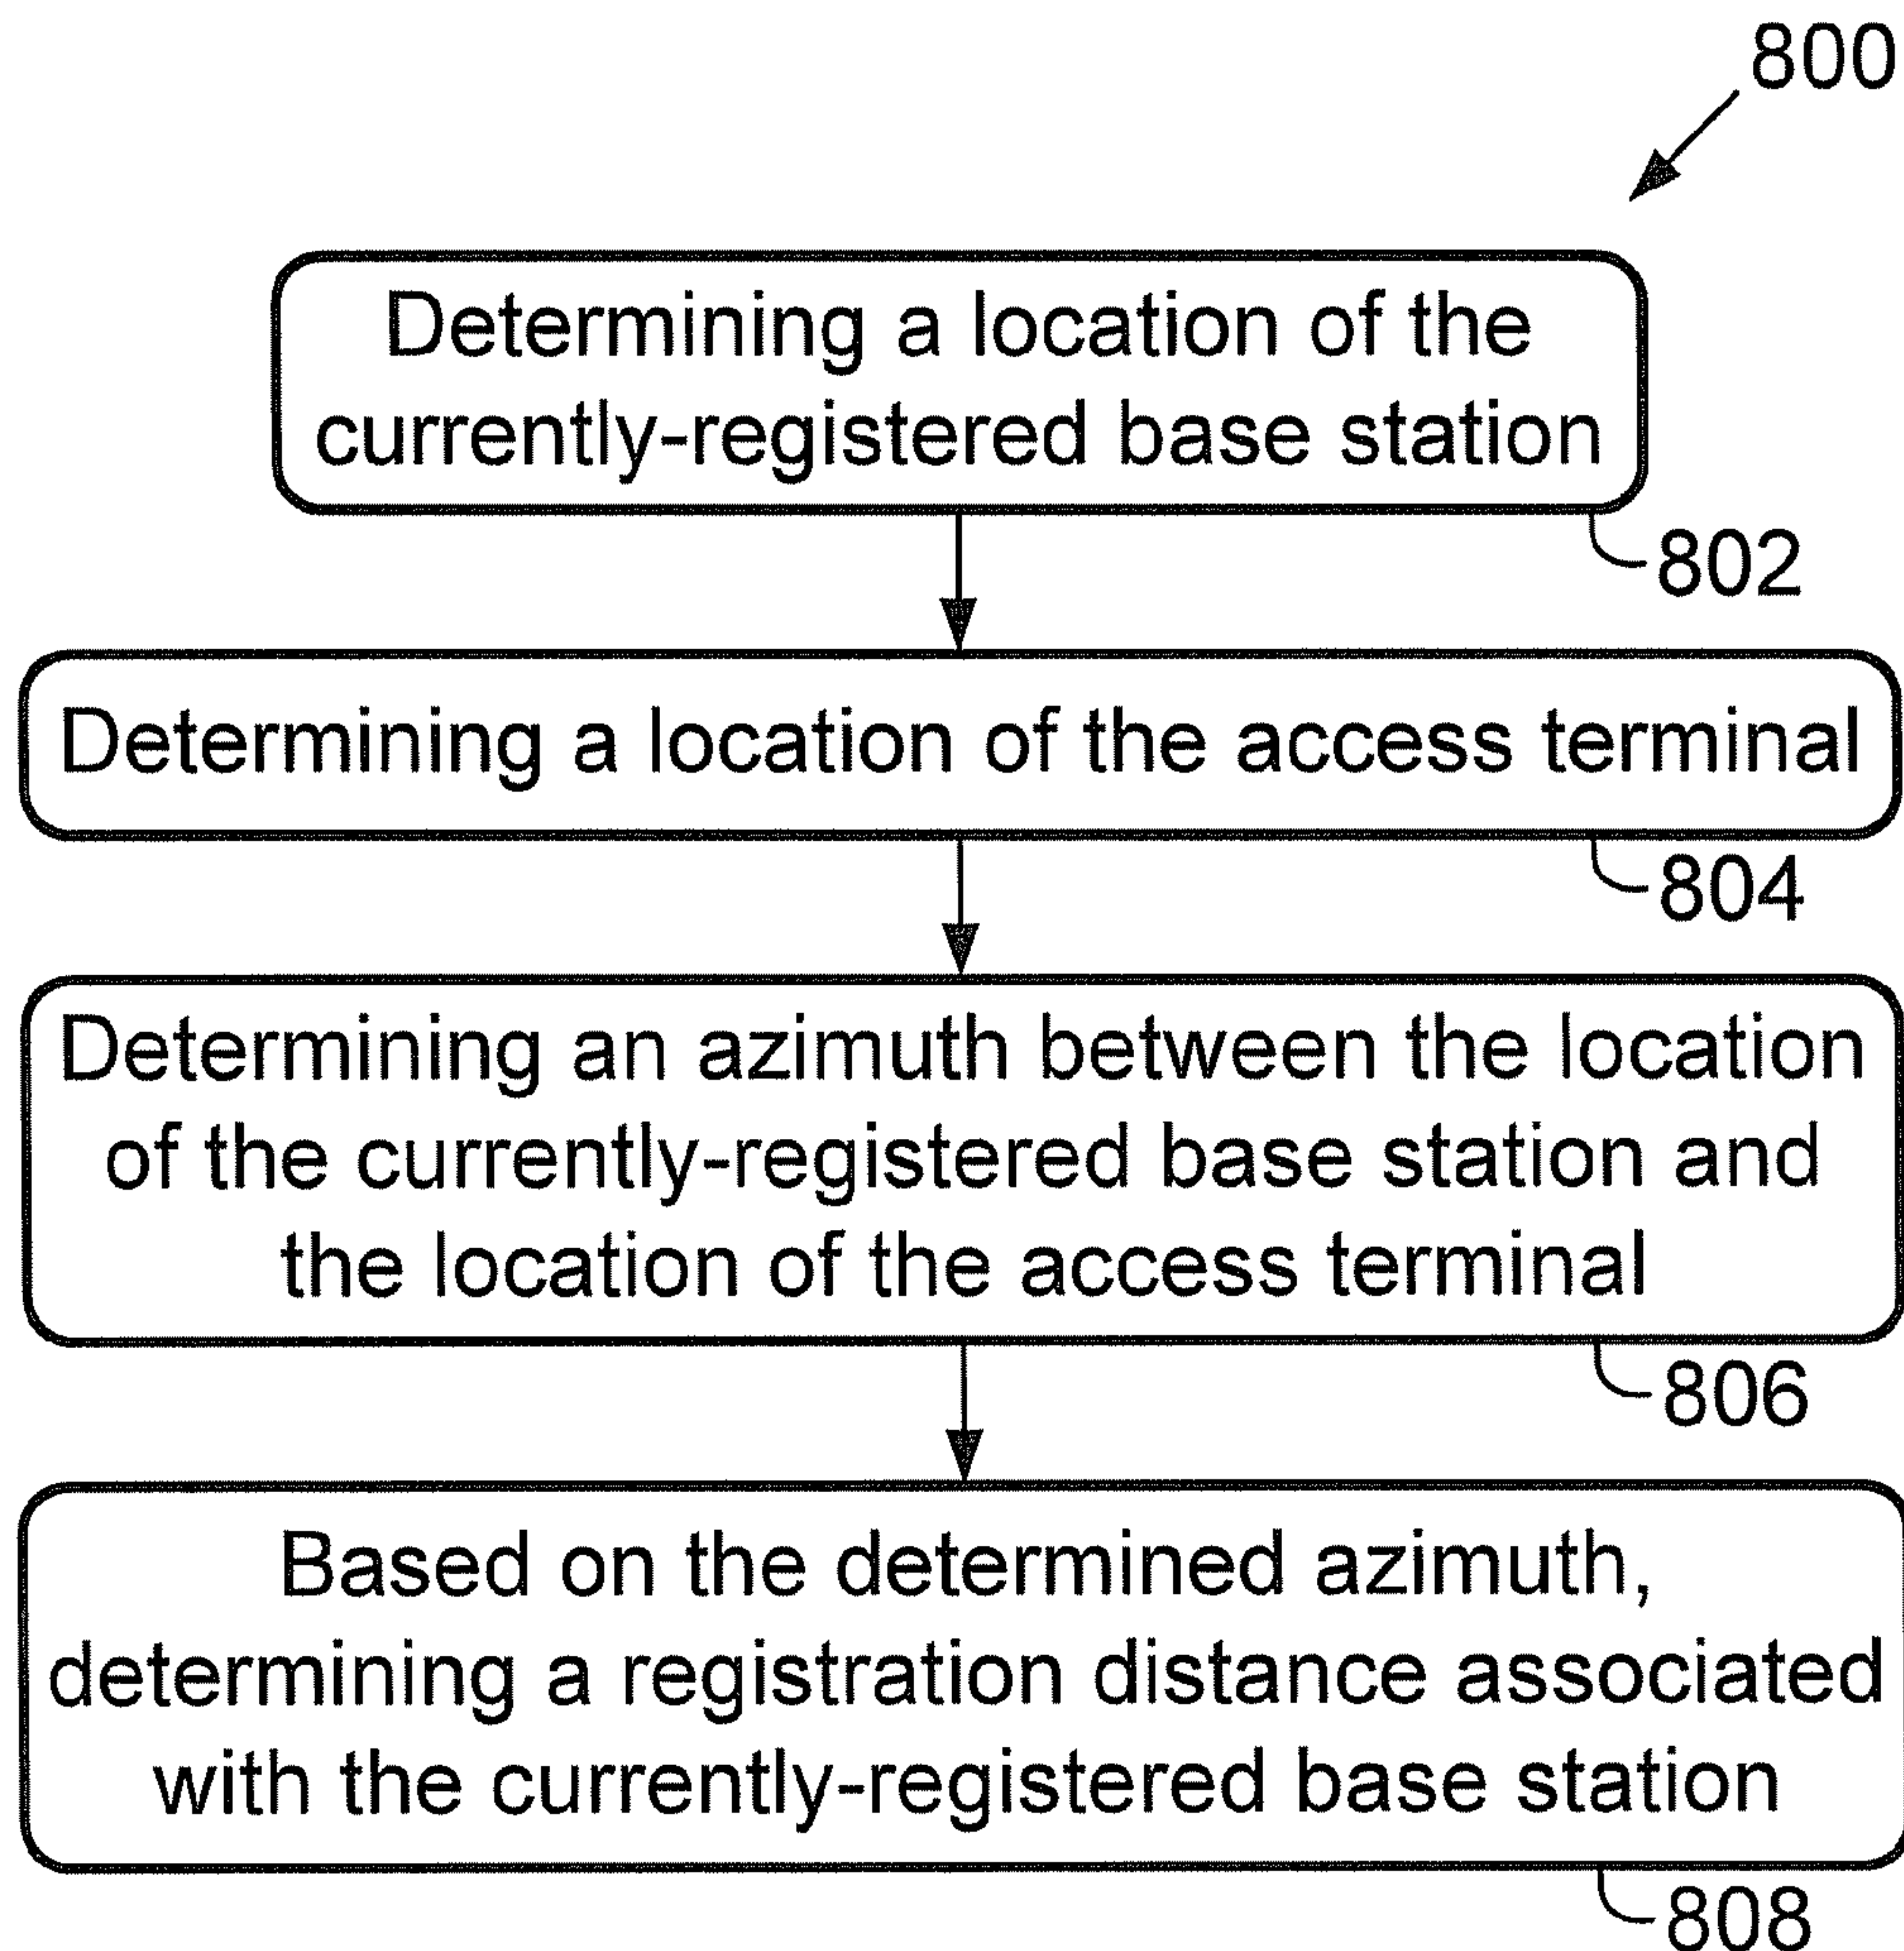 800
Determining a location of the
currently-registered base station
802
Determining a location of the access terminal
804
Determining an azimuth between the location
of the currently-registered base station and
the location of the access terminal
806
Based on the determined azimuth,
determining a registration distance associated
with the currently-registered base station
808